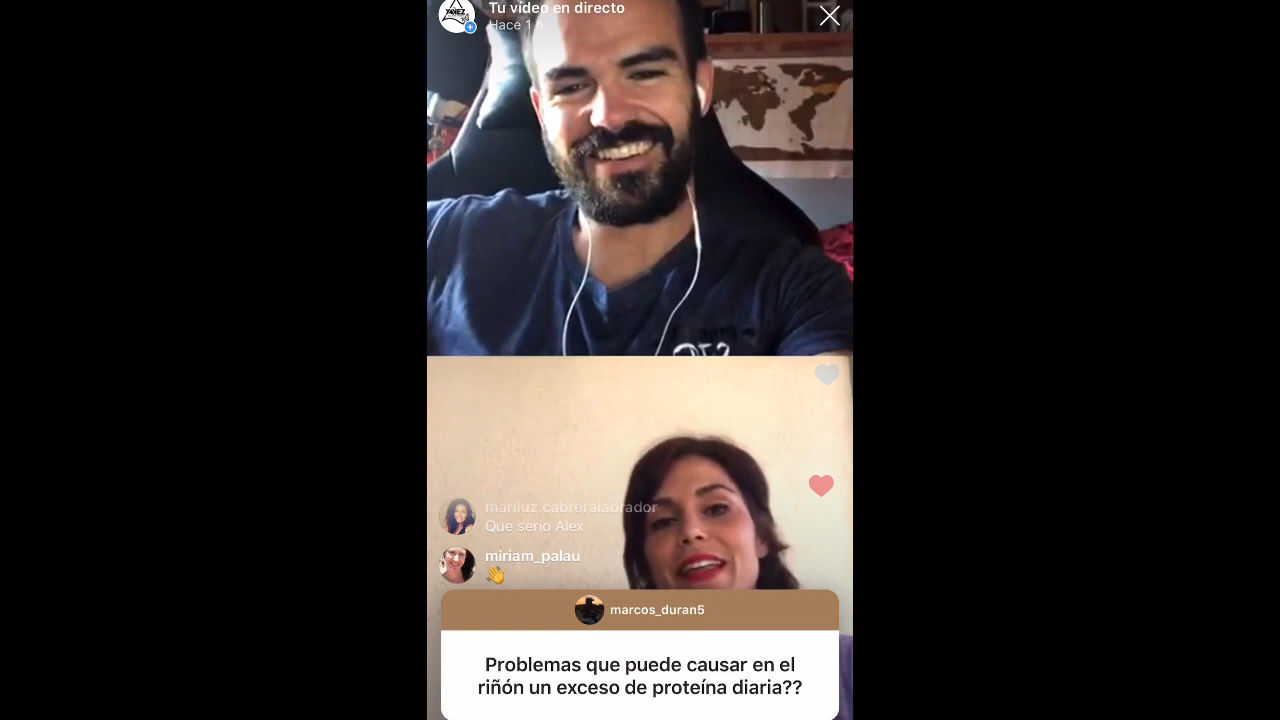 YAÑEZ
Tu vídeo en directo
Hace 1 h
mariluz.cabreralabrador
Que serio Alex
miriam_palau
👋
marcos_duran5
Problemas que puede causar en el
riñón un exceso de proteína diaria??